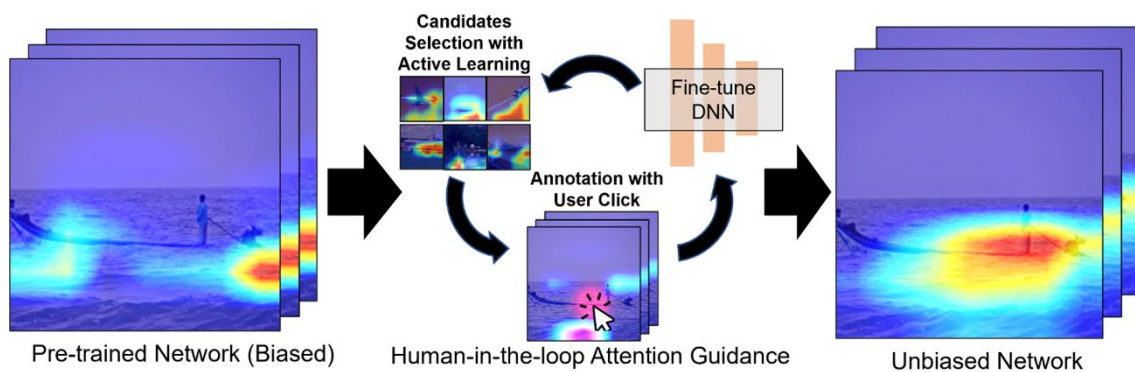 Candidates
Selection with
Active Learning
Fine-tune
DNN
Annotation with
User Click
Pre-trained Network (Biased)
Human-in-the-loop Attention Guidance
Unbiased Network